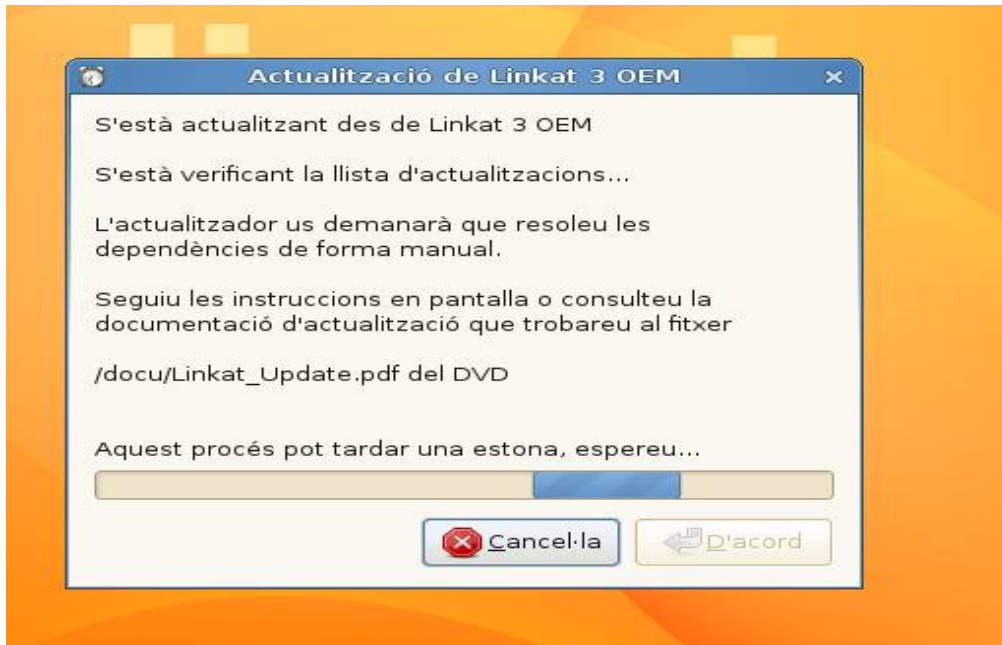 Actualització de Linkat 3 OEM
S'està actualitzant des de Linkat 3 OEM
S'està verificant la llista d'actualitzacions...
L'actualitzador us demanarà que resoleu les
dependències de forma manual.
Seguiu les instruccions en pantalla o consulteu la
documentació d'actualització que trobareu al fitxer
/docu/Linkat_Update.pdf del DVD
Aquest procés pot tardar una estona, espereu...
Cancel·la
D'acord